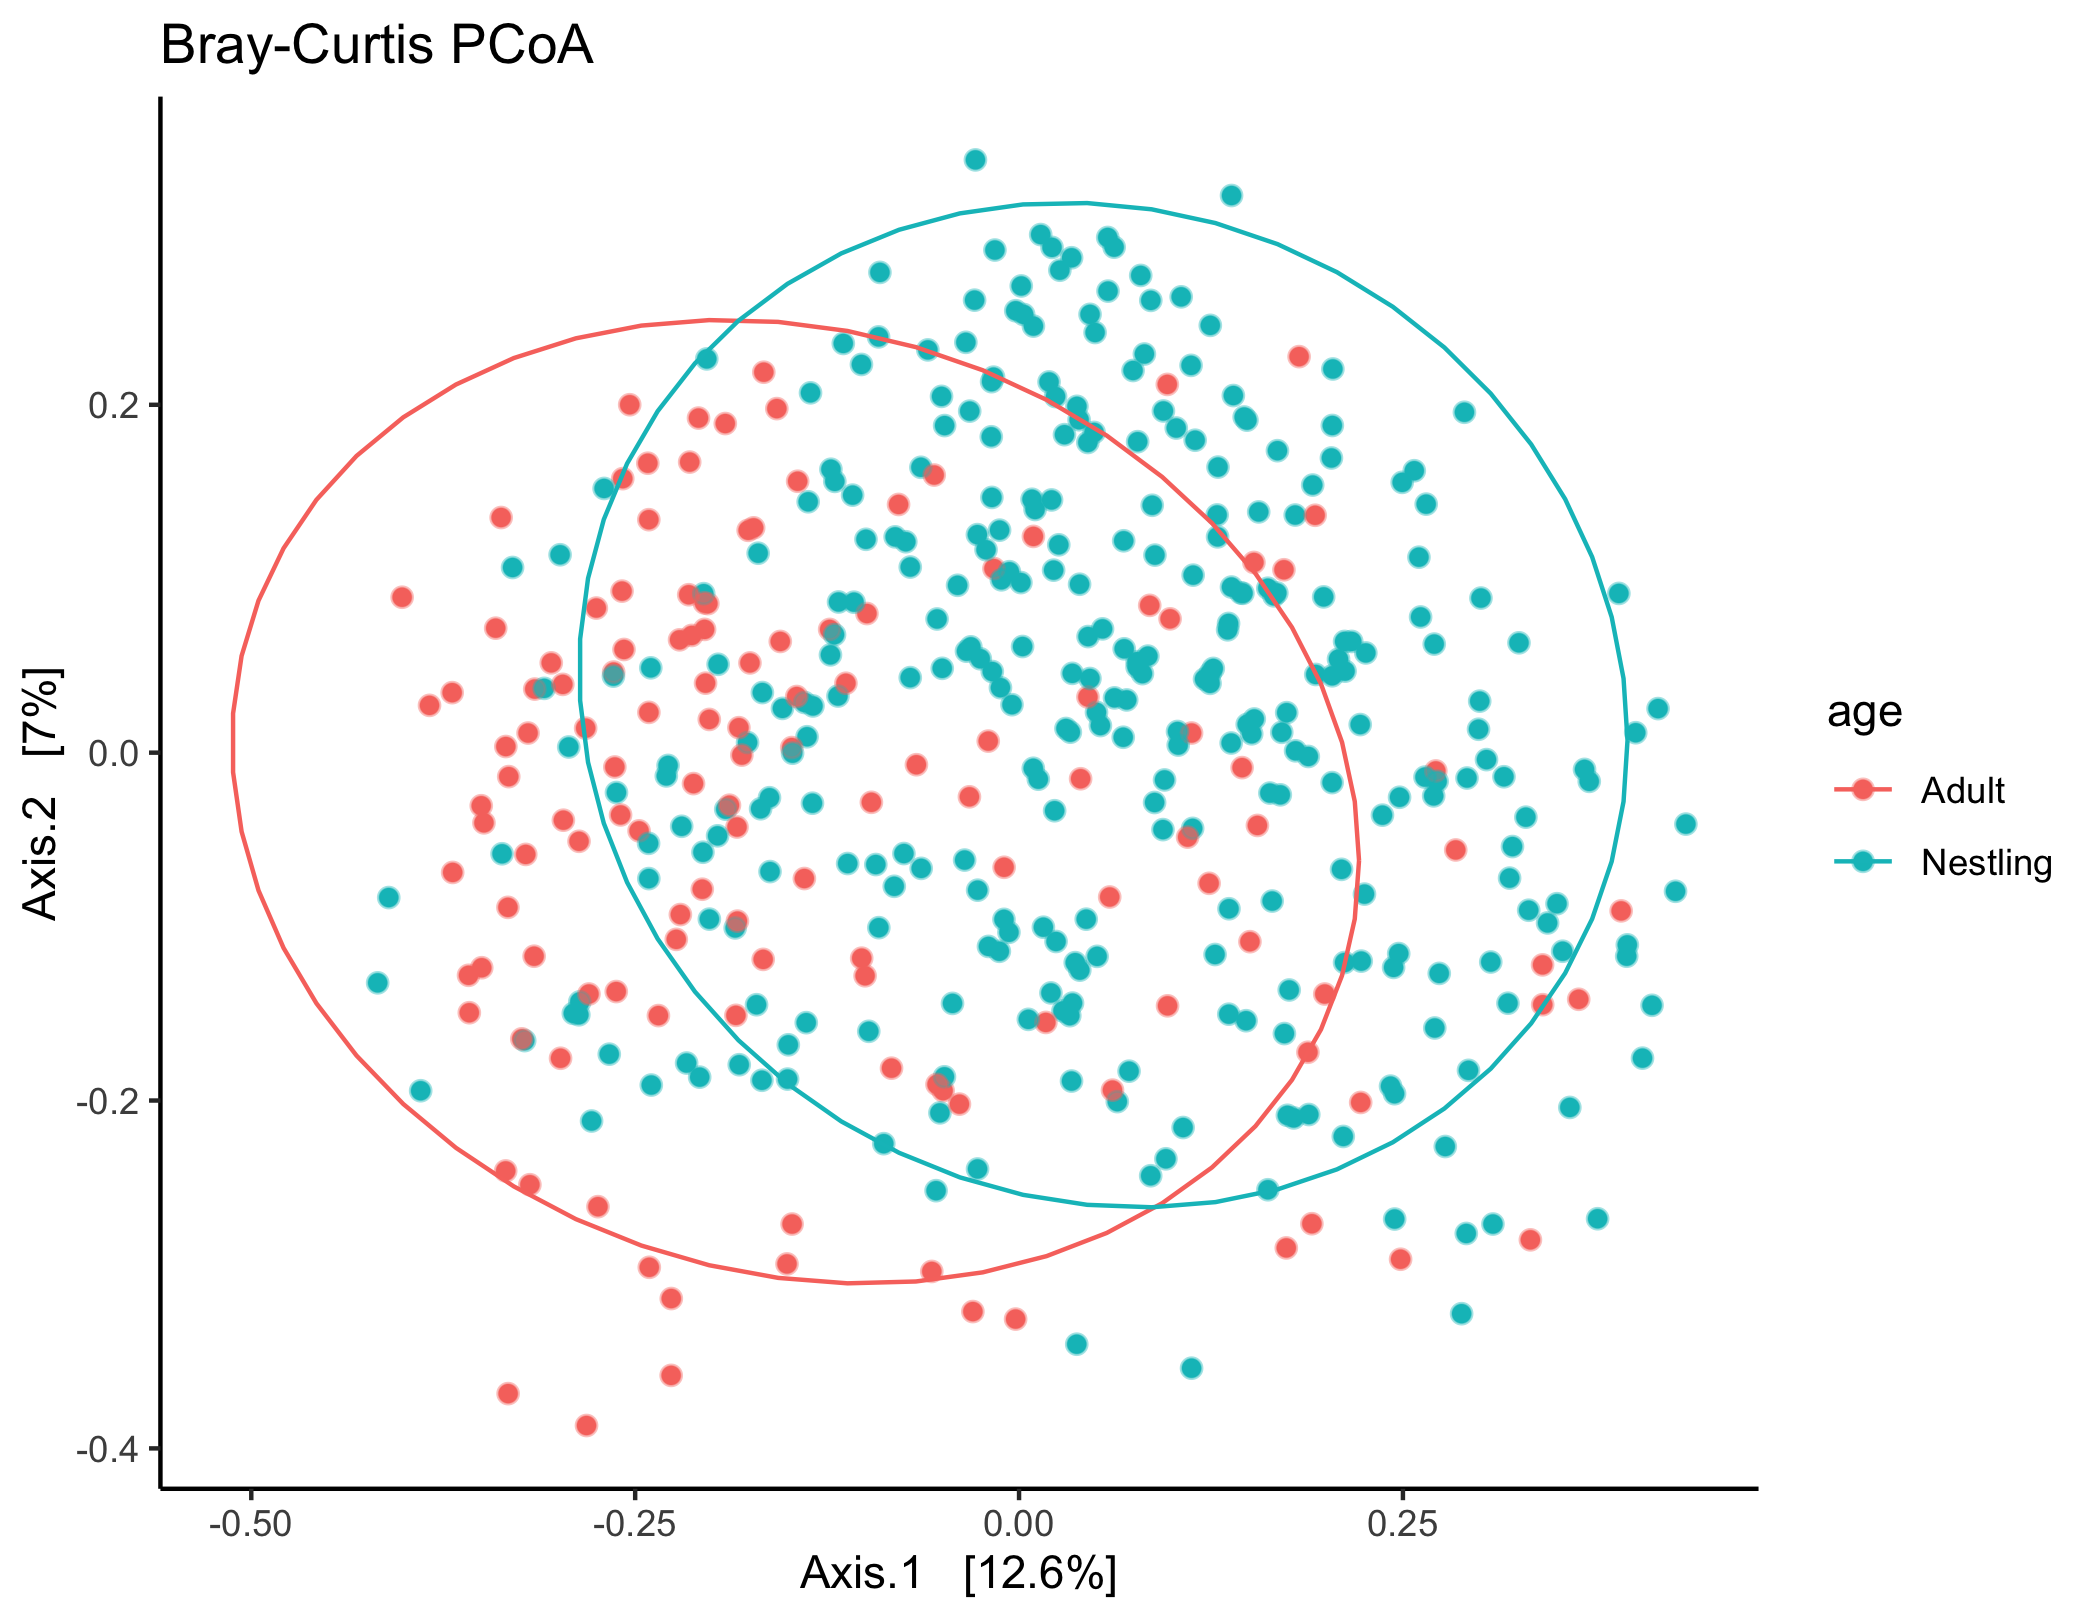 Bray-Curtis PCoA
Axis.2 [7%]
0.2
0.0
-0.2
-0.4
-0.50
-0.25
0.00
0.25
Axis.1 [12.6%]
age
Adult
Nestling